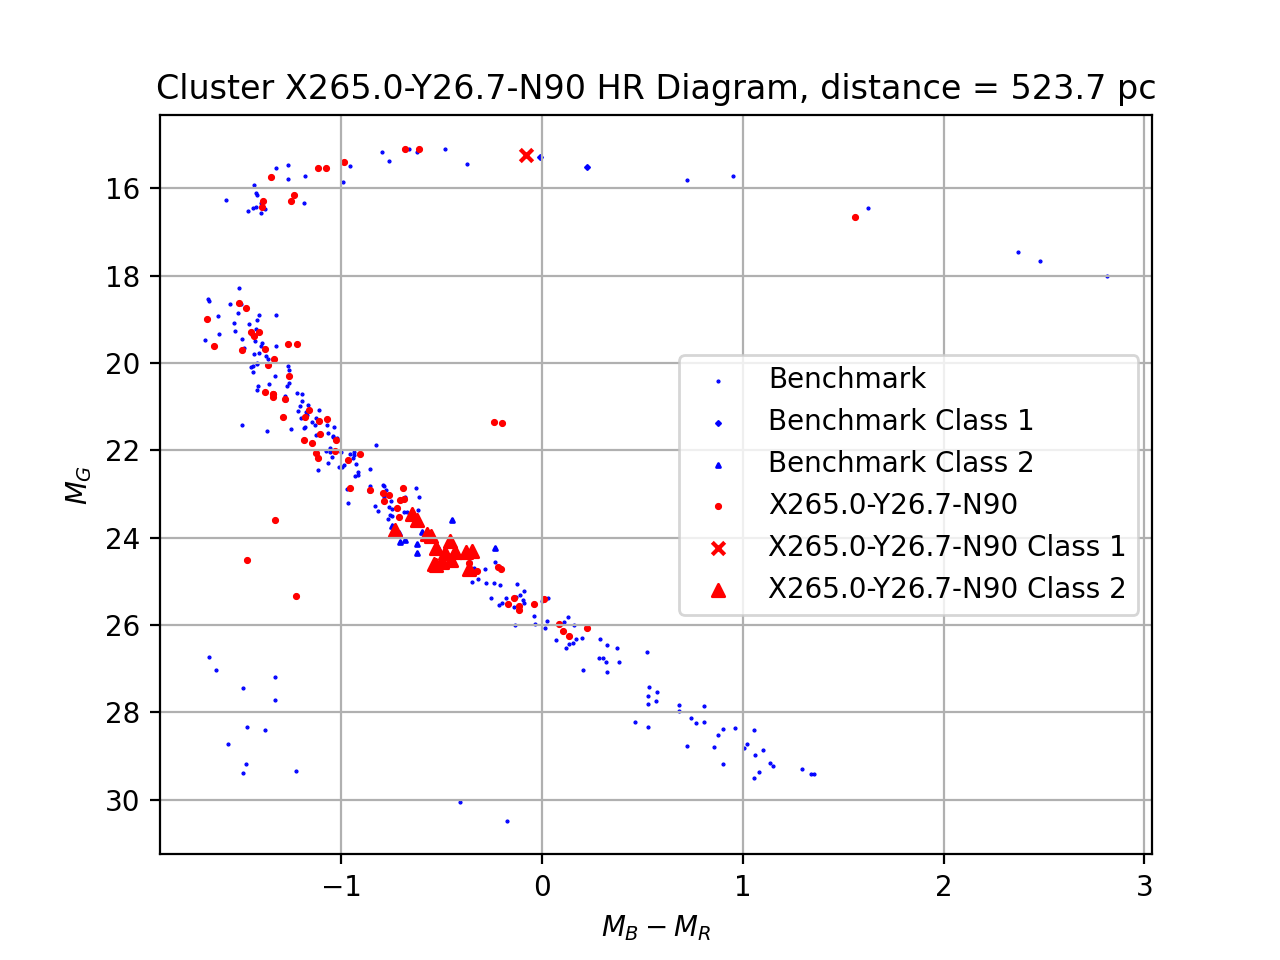 Cluster X265.0-Y26.7-N90 HR Diagram, distance = 523.7 pc
16
18
20
22
24
26
28
30
M_G
Benchmark
Benchmark Class 1
Benchmark Class 2
X265.0-Y26.7-N90
X265.0-Y26.7-N90 Class 1
X265.0-Y26.7-N90 Class 2
−1 0 1 2 3
M_B − M_R